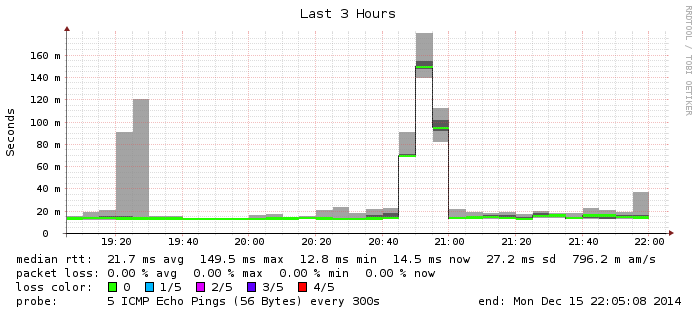 Last 3 Hours
RRDTOOL / TOBI OETIKER
Seconds
160 m
140 m
120 m
100 m
80 m
60 m
40 m
20 m
0
19:20 19:40 20:00 20:20 20:40 21:00 21:20 21:40 22:00
median rtt: 21.7 ms avg 149.5 ms max 12.8 ms min 14.5 ms now 27.2 ms sd 796.2 m am/s
packet loss: 0.00 % avg 0.00 % max 0.00 % min 0.00 % now
loss color: 0 1/5 2/5 3/5 4/5
probe: 5 ICMP Echo Pings (56 Bytes) every 300s end: Mon Dec 15 22:05:08 2014